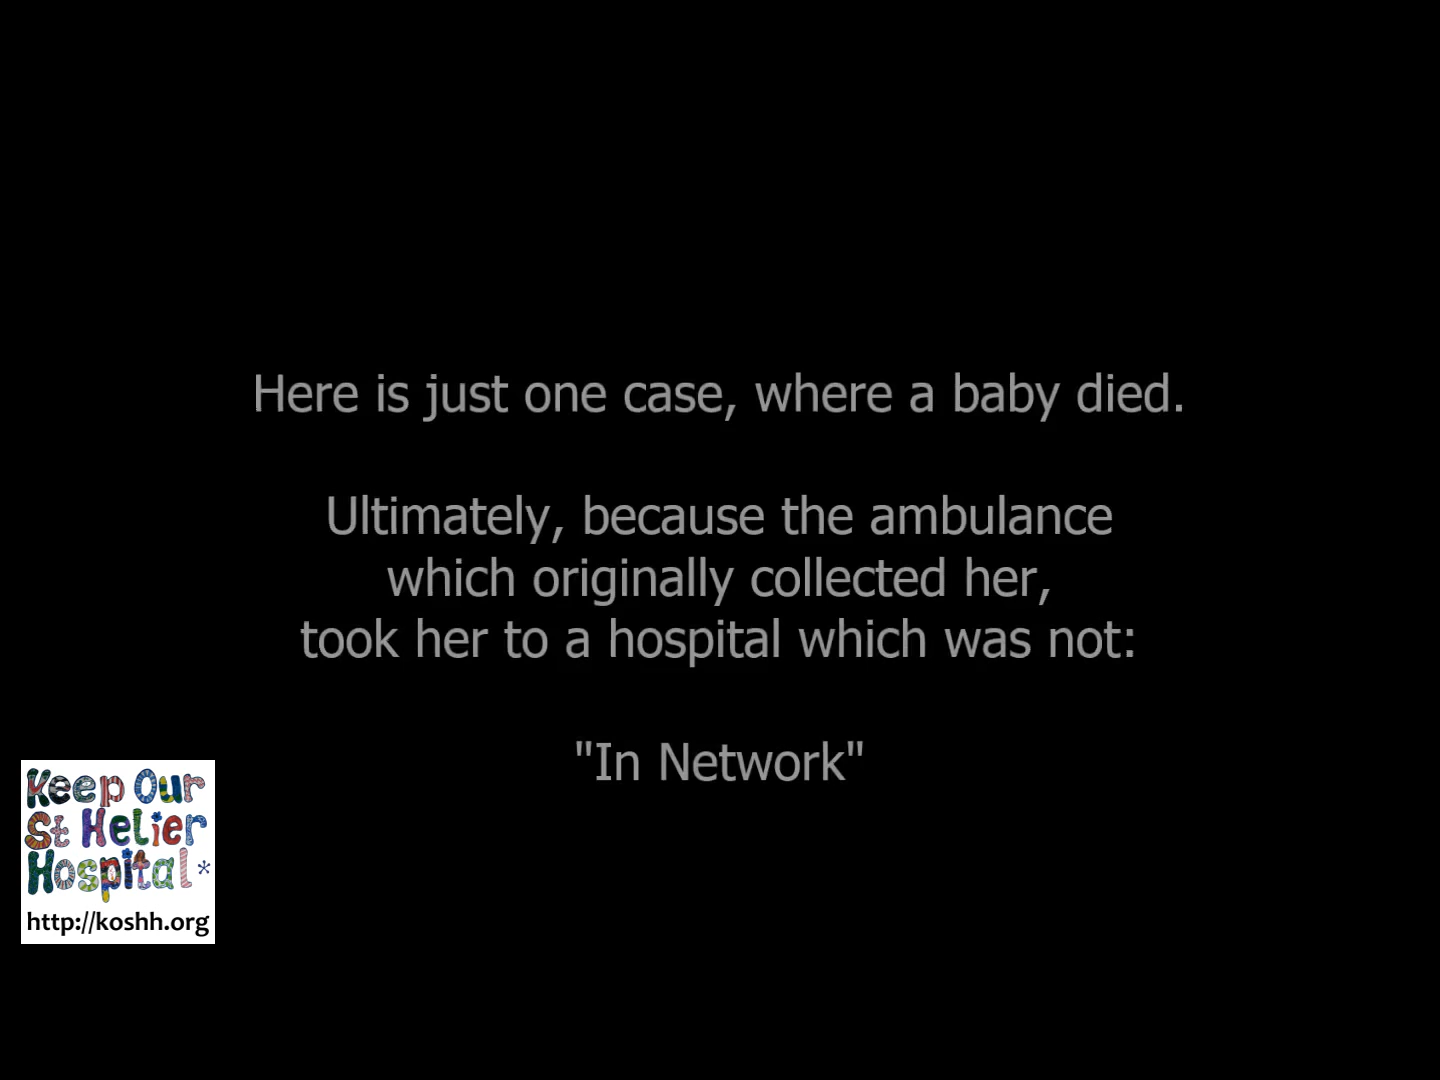 Here is just one case, where a baby died.
Ultimately, because the ambulance
which originally collected her,
took her to a hospital which was not:
"In Network"
Keep Our
St Helier
Hospital*
http://koshh.org